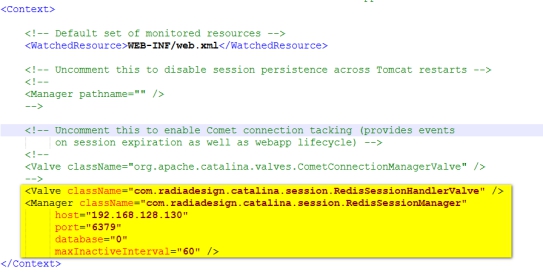 <Context>
<!-- Default set of monitored resources -->
<WatchedResource>WEB-INF/web.xml</WatchedResource>
<!-- Uncomment this to disable session persistence across Tomcat restarts -->
<!--
<Manager pathname="" />
-->
<!-- Uncomment this to enable Comet connection tacking (provides events
on session expiration as well as webapp lifecycle) -->
<!--
<Valve className="org.apache.catalina.valves.CometConnectionManagerValve" />
-->
<Valve className="com.radiadesign.catalina.session.RedisSessionHandlerValve" />
<Manager className="com.radiadesign.catalina.session.RedisSessionManager"
host="192.168.128.130"
port="6379"
database="0"
maxInactiveInterval="60" />
</Context>